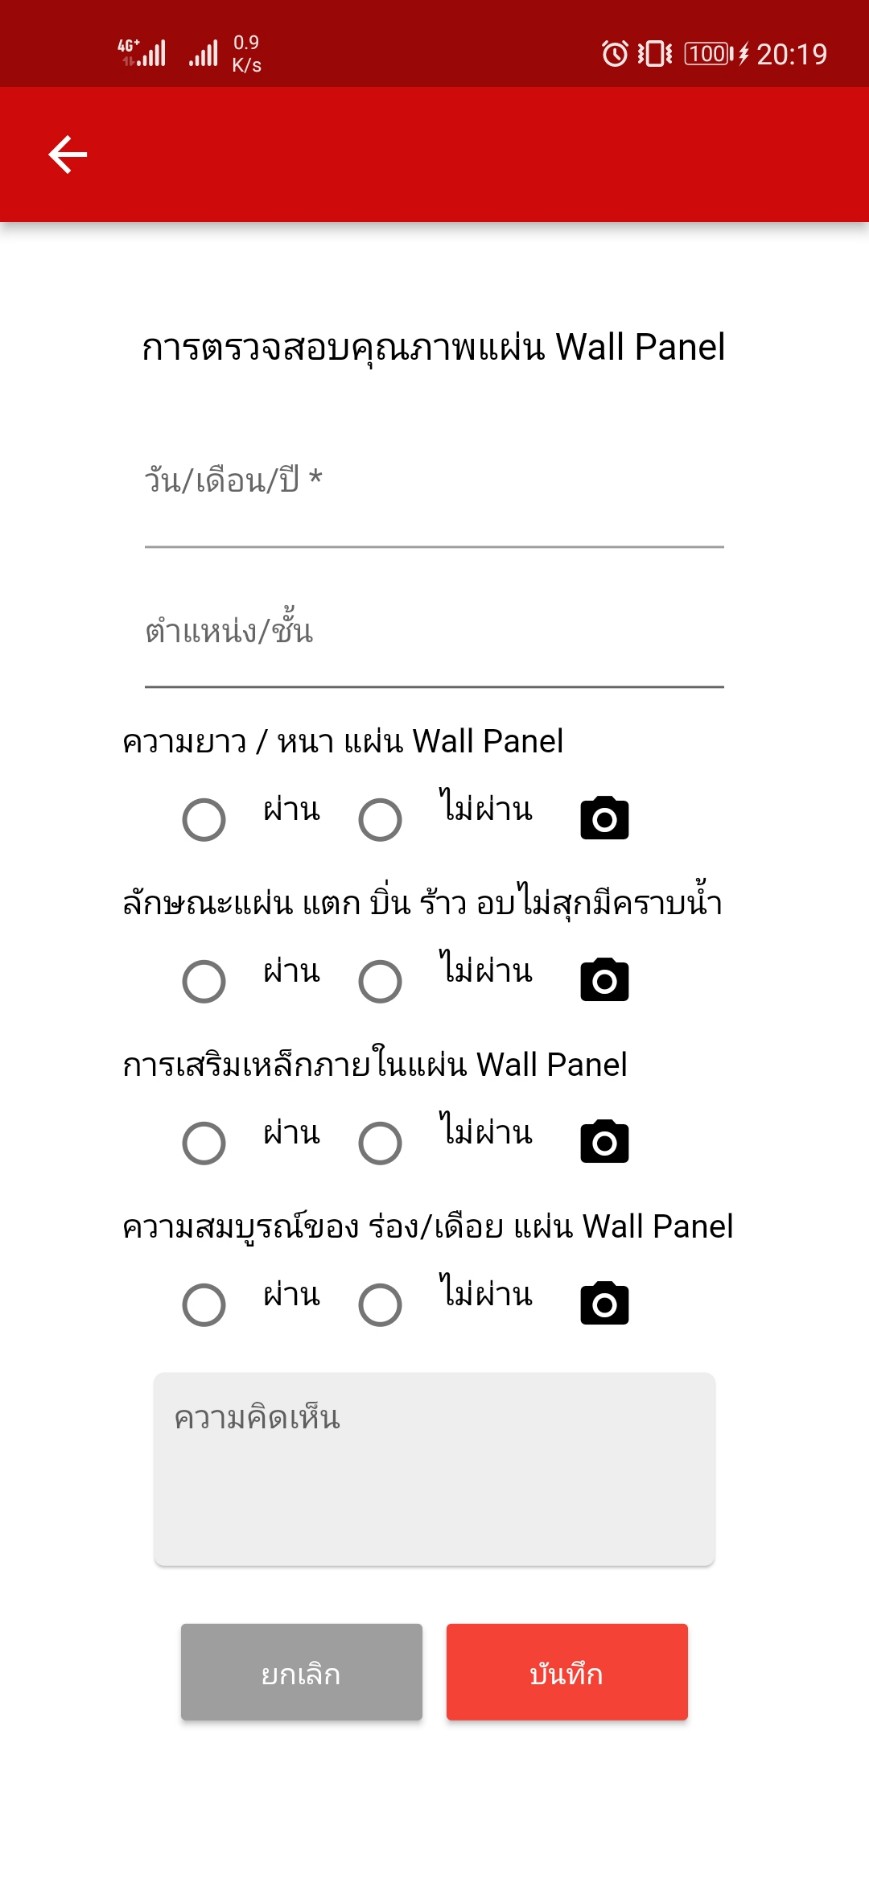 4G+ 0.9 K/s 100 20:19
การตรวจสอบคุณภาพแผ่น Wall Panel
วัน/เดือน/ปี *
ตำแหน่ง/ชั้น
ความยาว / หนา แผ่น Wall Panel
ผ่าน ไม่ผ่าน
ลักษณะแผ่น แตก บิ่น ร้าว อบไม่สุกมีคราบน้ำ
ผ่าน ไม่ผ่าน
การเสริมเหล็กภายในแผ่น Wall Panel
ผ่าน ไม่ผ่าน
ความสมบูรณ์ของ ร่อง/เดือย แผ่น Wall Panel
ผ่าน ไม่ผ่าน
ความคิดเห็น
ยกเลิก บันทึก